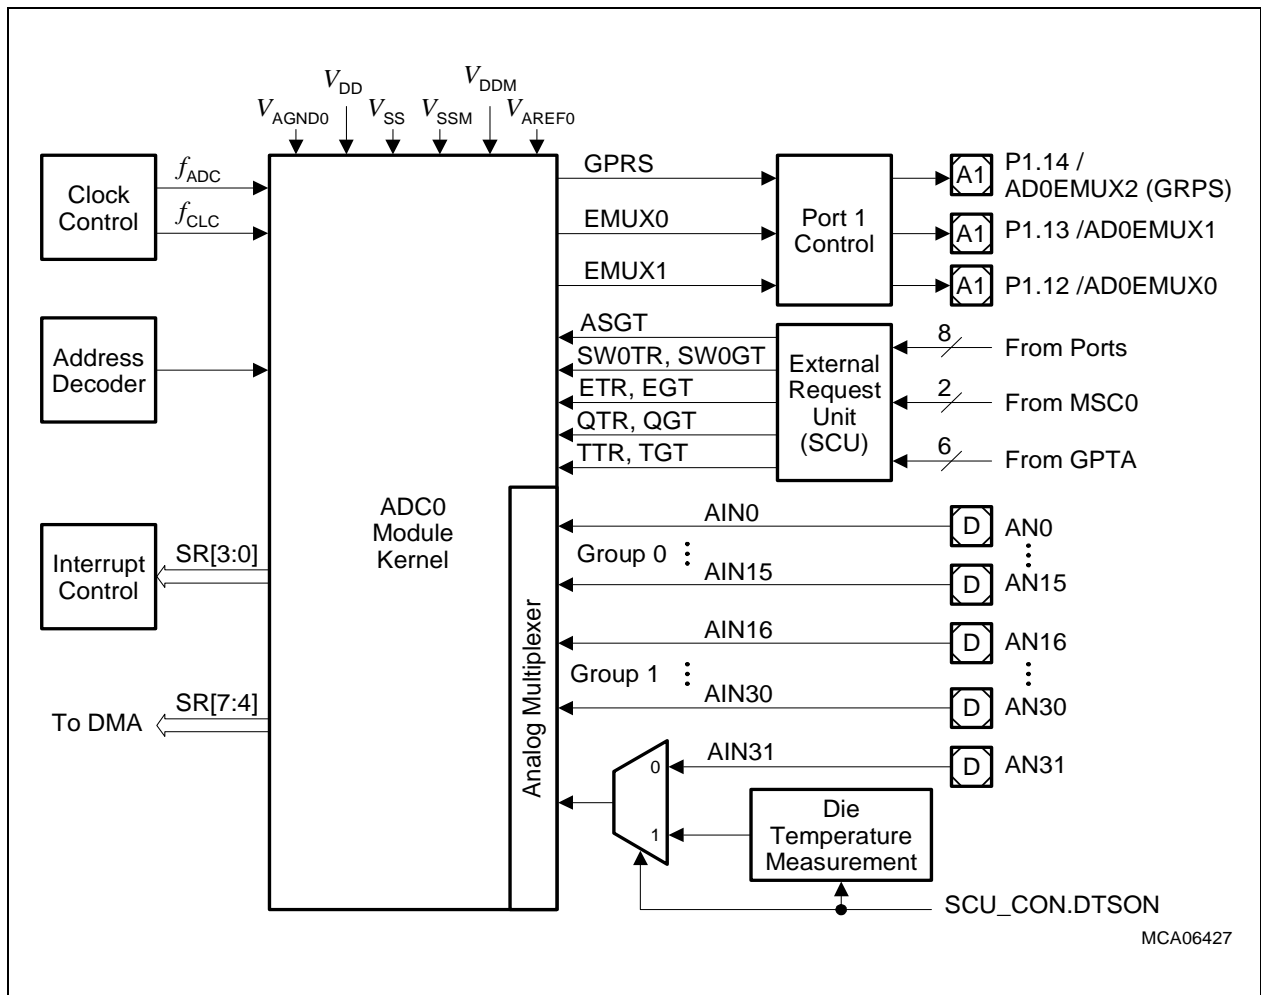 V_DD
V_DDM
V_AGND0
V_SS
V_SSM
V_AREF0
Clock
Control
f_ADC
f_CLC
GPRS
EMUX0
EMUX1
Port 1
Control
A1
P1.14 /
AD0EMUX2 (GRPS)
A1
P1.13 /AD0EMUX1
A1
P1.12 /AD0EMUX0
Address
Decoder
ASGT
SW0TR, SW0GT
ETR, EGT
QTR, QGT
TTR, TGT
External
Request
Unit
(SCU)
8
From Ports
2
From MSC0
6
From GPTA
ADC0
Module
Kernel
Analog Multiplexer
Interrupt
Control
SR[3:0]
To DMA
SR[7:4]
AIN0
D
AN0
Group 0
AIN15
D
AN15
AIN16
D
AN16
Group 1
AIN30
D
AN30
AIN31
D
AN31
0
1
Die
Temperature
Measurement
SCU_CON.DTSON
MCA06427